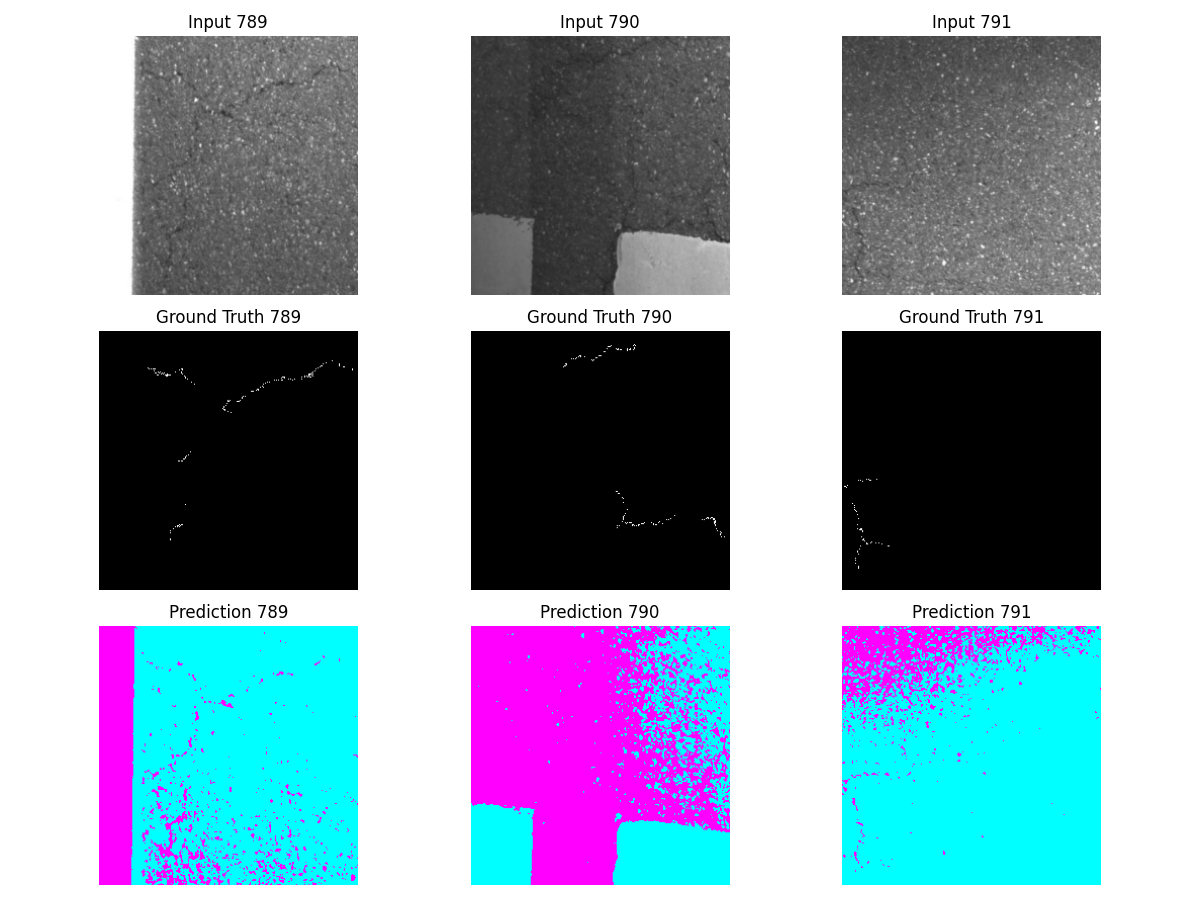 Input 789
Input 790
Input 791
Ground Truth 789
Ground Truth 790
Ground Truth 791
Prediction 789
Prediction 790
Prediction 791